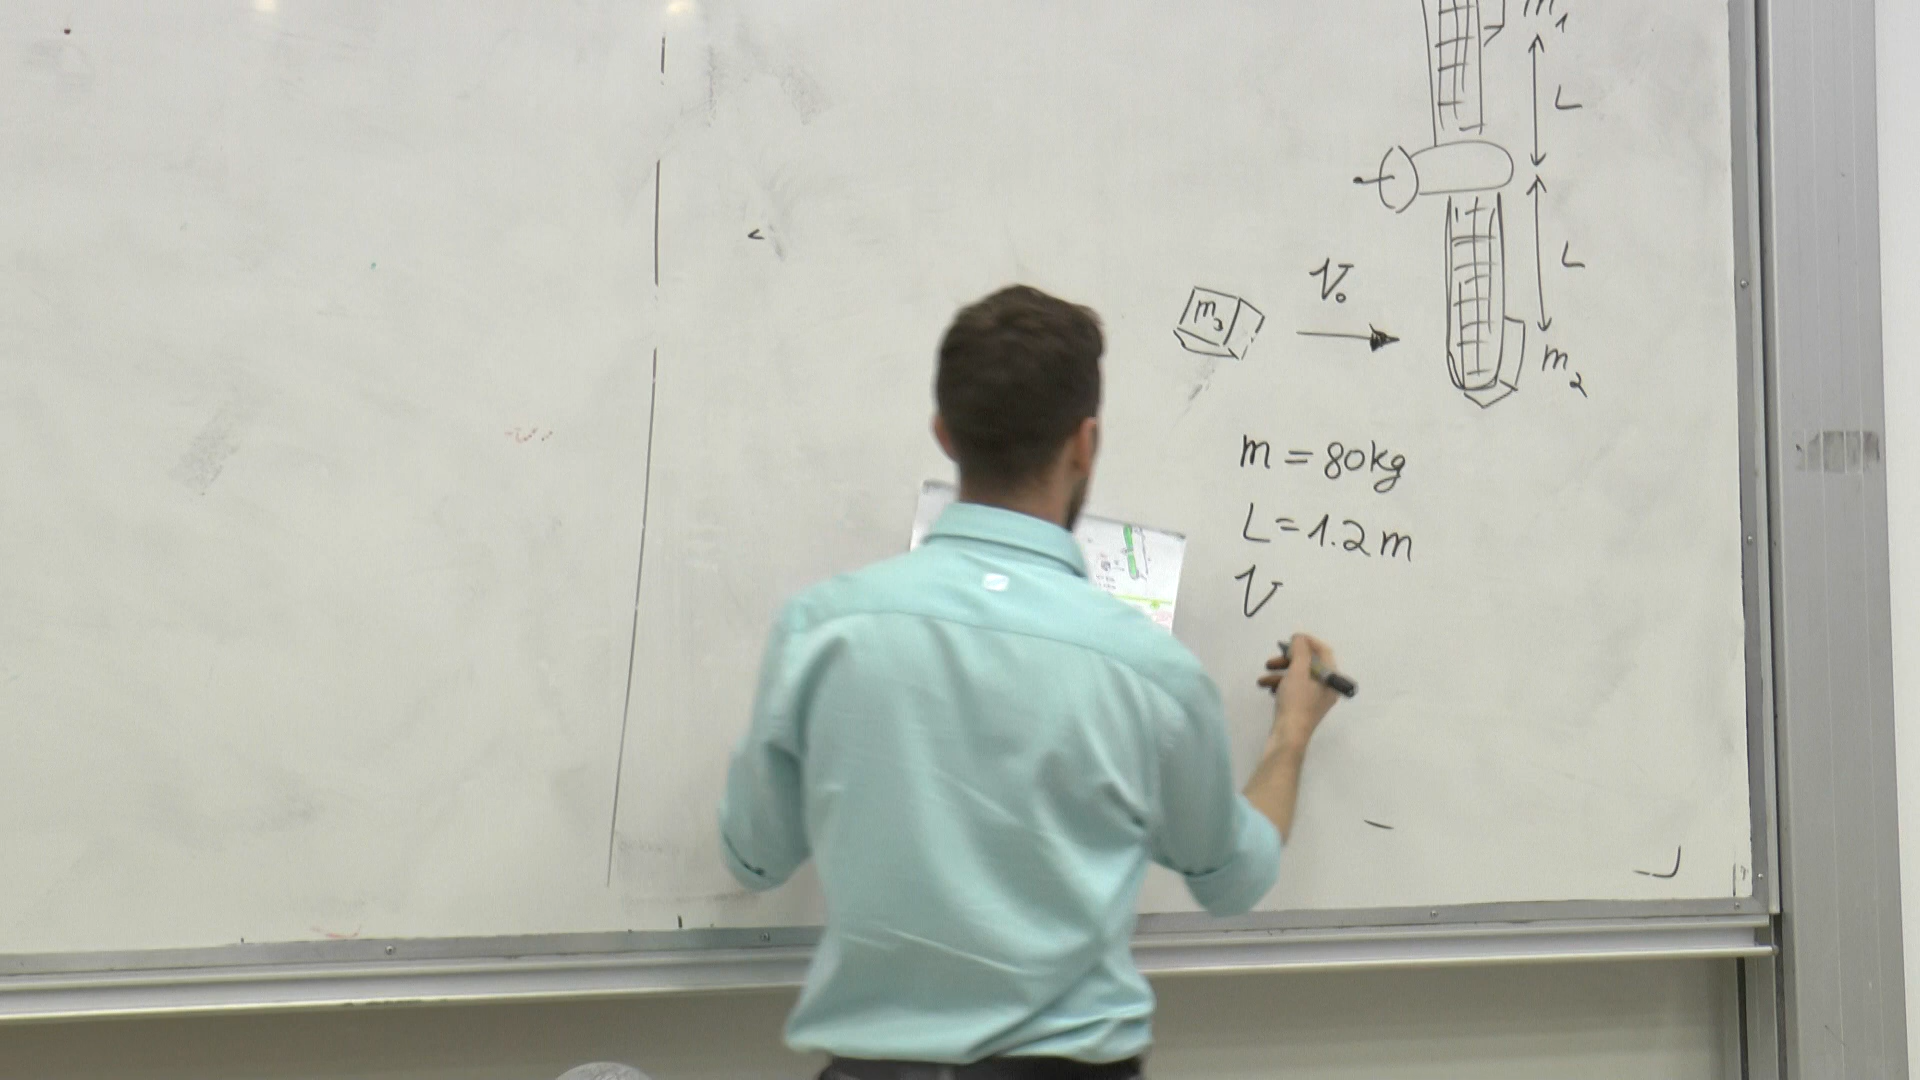 m₁
L
L
V₀
m₃
m₂
m = 80kg
L = 1.2 m
V